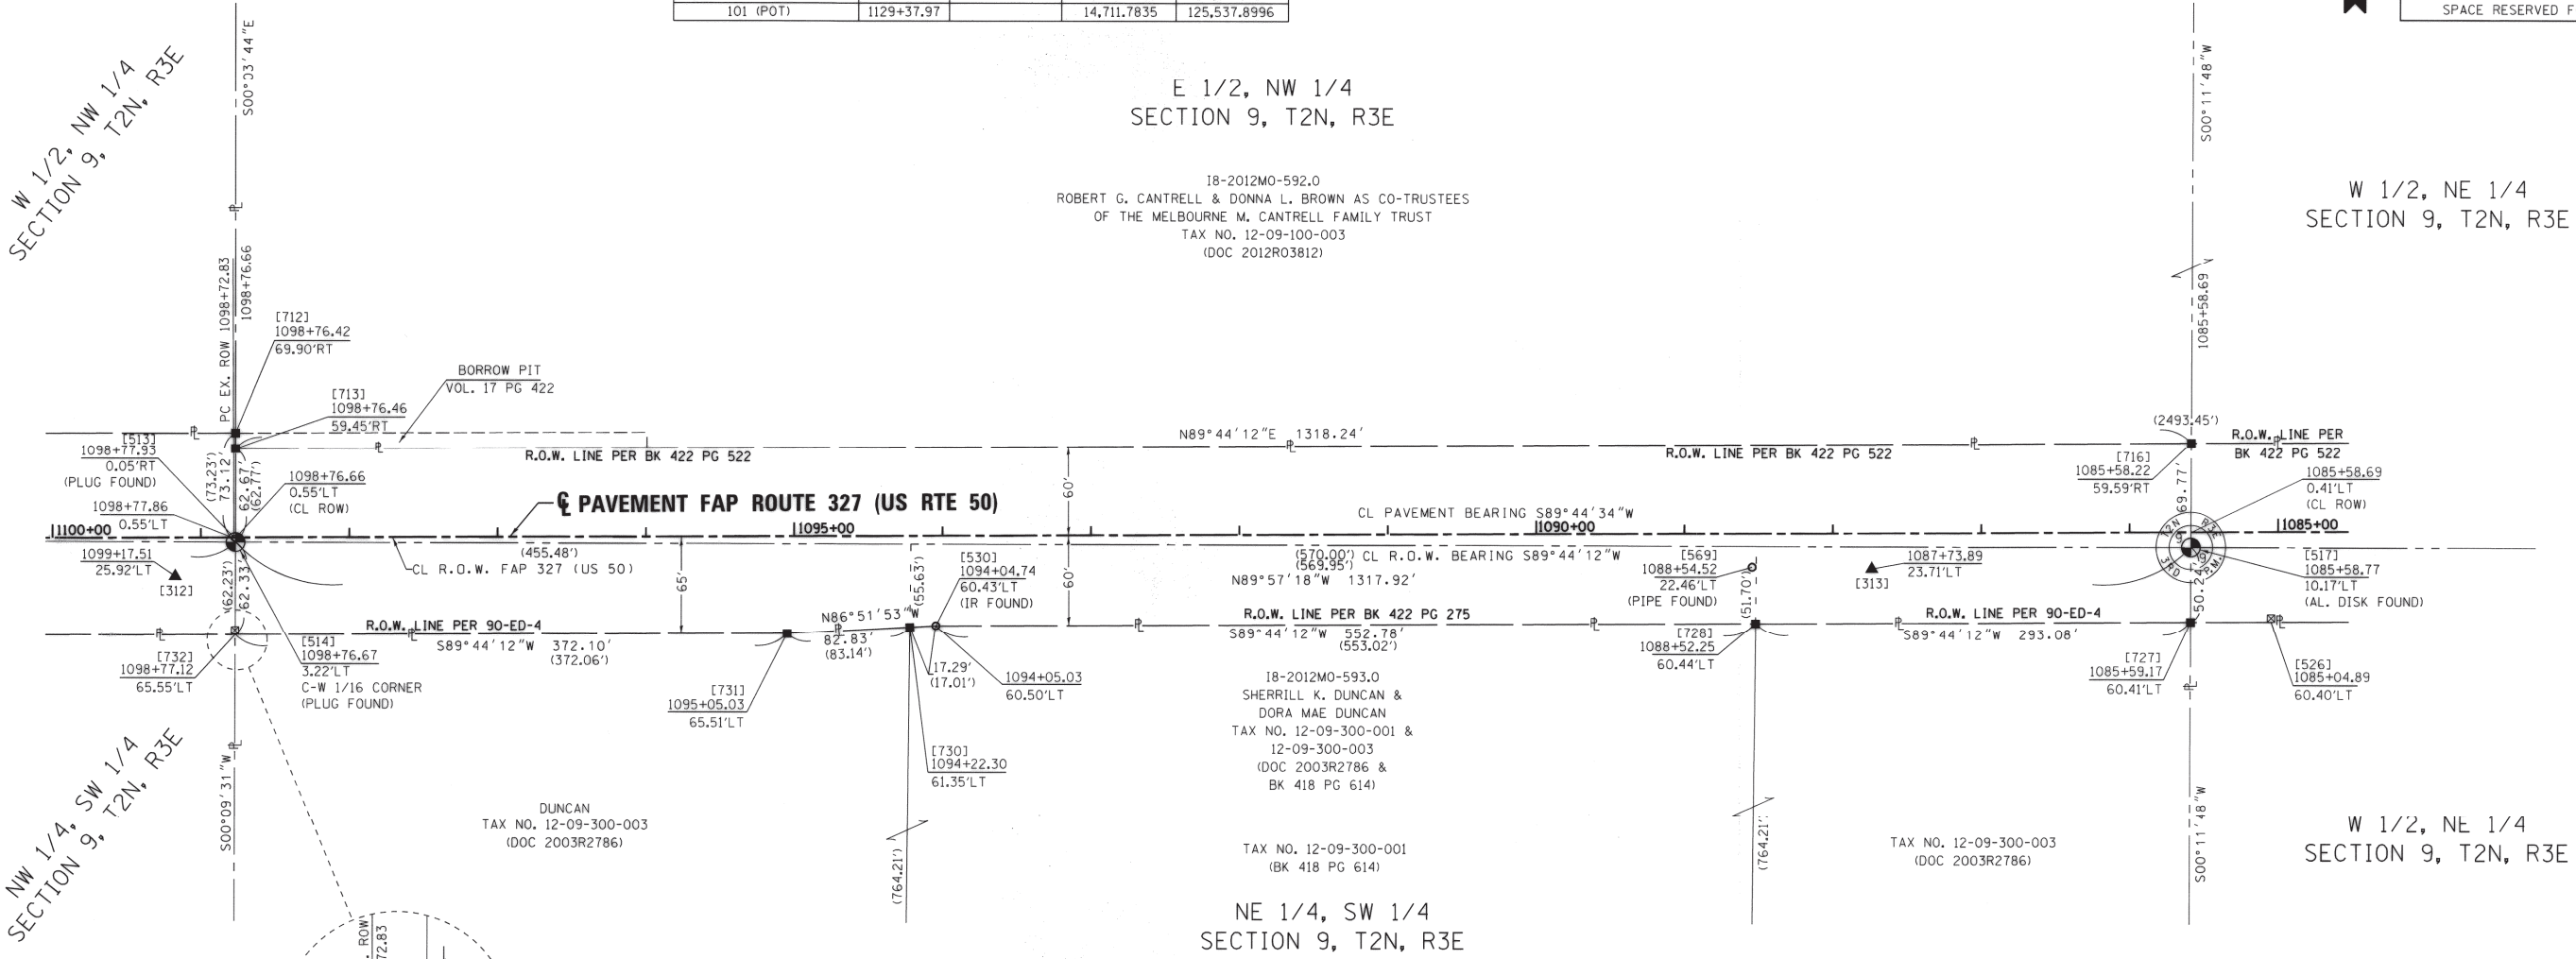 101 (POT) 1129+37.97 14,711.7835 125,537.8996
SPACE RESERVED F
W 1/2, NW 1/4
SECTION 9, T2N, R3E
S00°03'44"E
E 1/2, NW 1/4
SECTION 9, T2N, R3E
S00°11'48"W
W 1/2, NE 1/4
SECTION 9, T2N, R3E
I8-2012MO-592.0
ROBERT G. CANTRELL & DONNA L. BROWN AS CO-TRUSTEES
OF THE MELBOURNE M. CANTRELL FAMILY TRUST
TAX NO. 12-09-100-003
(DOC 2012R03812)
PC EX. ROW 1098+72.83
1098+76.66
1085+58.69
[712]
1098+76.42
69.90'RT
BORROW PIT
VOL. 17 PG 422
[713]
1098+76.46
59.45'RT
[513]
1098+77.93
0.05'RT
(PLUG FOUND)
1098+77.86
0.55'LT
(73.23')
73.12'
62.67'
(62.77')
1098+76.66
0.55'LT
(CL ROW)
R.O.W. LINE PER BK 422 PG 522
N89°44'12"E 1318.24'
R.O.W. LINE PER BK 422 PG 522
(2493.45')
R.O.W. LINE PER
BK 422 PG 522
[716]
1085+58.22
59.59'RT
69.77'
1085+58.69
0.41'LT
(CL ROW)
60'
℄ PAVEMENT FAP ROUTE 327 (US RTE 50)
CL PAVEMENT BEARING S89°44'34"W
1100+00
1095+00
1090+00
1085+00
1099+17.51
25.92'LT
[312]
(455.48')
CL R.O.W. FAP 327 (US 50)
65'
(55.63')
[530]
1094+04.74
60.43'LT
(IR FOUND)
60'
(570.00') CL R.O.W. BEARING S89°44'12"W
(569.95')
N89°57'18"W 1317.92'
[569]
1088+54.52
22.46'LT
(PIPE FOUND)
(51.70')
1087+73.89
23.71'LT
[313]
T2N R3E
3RD P.M.
9
50.24'
[517]
1085+58.77
10.17'LT
(AL. DISK FOUND)
(62.23')
62.33'
R.O.W. LINE PER 90-ED-4
S89°44'12"W 372.10'
(372.06')
N86°51'53"W
82.83'
(83.14')
R.O.W. LINE PER BK 422 PG 275
S89°44'12"W 552.78'
(553.02')
R.O.W. LINE PER 90-ED-4
S89°44'12"W 293.08'
[732]
1098+77.12
65.55'LT
[514]
1098+76.67
3.22'LT
C-W 1/16 CORNER
(PLUG FOUND)
[731]
1095+05.03
65.51'LT
17.29'
(17.01')
1094+05.03
60.50'LT
[730]
1094+22.30
61.35'LT
[728]
1088+52.25
60.44'LT
[727]
1085+59.17
60.41'LT
[526]
1085+04.89
60.40'LT
I8-2012MO-593.0
SHERRILL K. DUNCAN &
DORA MAE DUNCAN
TAX NO. 12-09-300-001 &
12-09-300-003
(DOC 2003R2786 &
BK 418 PG 614)
NW 1/4, SW 1/4
SECTION 9, T2N, R3E
S00°09'31"W
DUNCAN
TAX NO. 12-09-300-003
(DOC 2003R2786)
(764.21')
TAX NO. 12-09-300-001
(BK 418 PG 614)
(764.21')
TAX NO. 12-09-300-003
(DOC 2003R2786)
S00°11'48"W
W 1/2, NE 1/4
SECTION 9, T2N, R3E
NE 1/4, SW 1/4
SECTION 9, T2N, R3E
. ROW
72.83